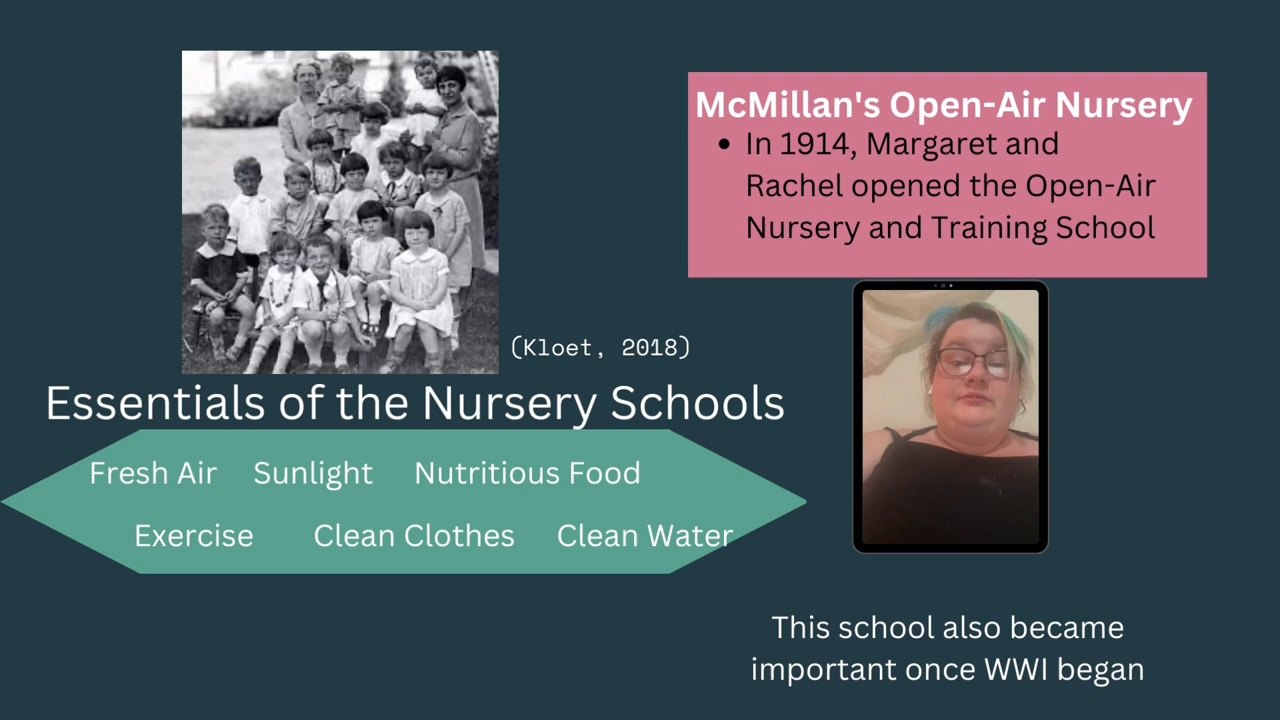 McMillan's Open-Air Nursery
• In 1914, Margaret and
Rachel opened the Open-Air
Nursery and Training School
(Kloet, 2018)
Essentials of the Nursery Schools
Fresh Air Sunlight Nutritious Food
Exercise Clean Clothes Clean Water
This school also became
important once WWI began